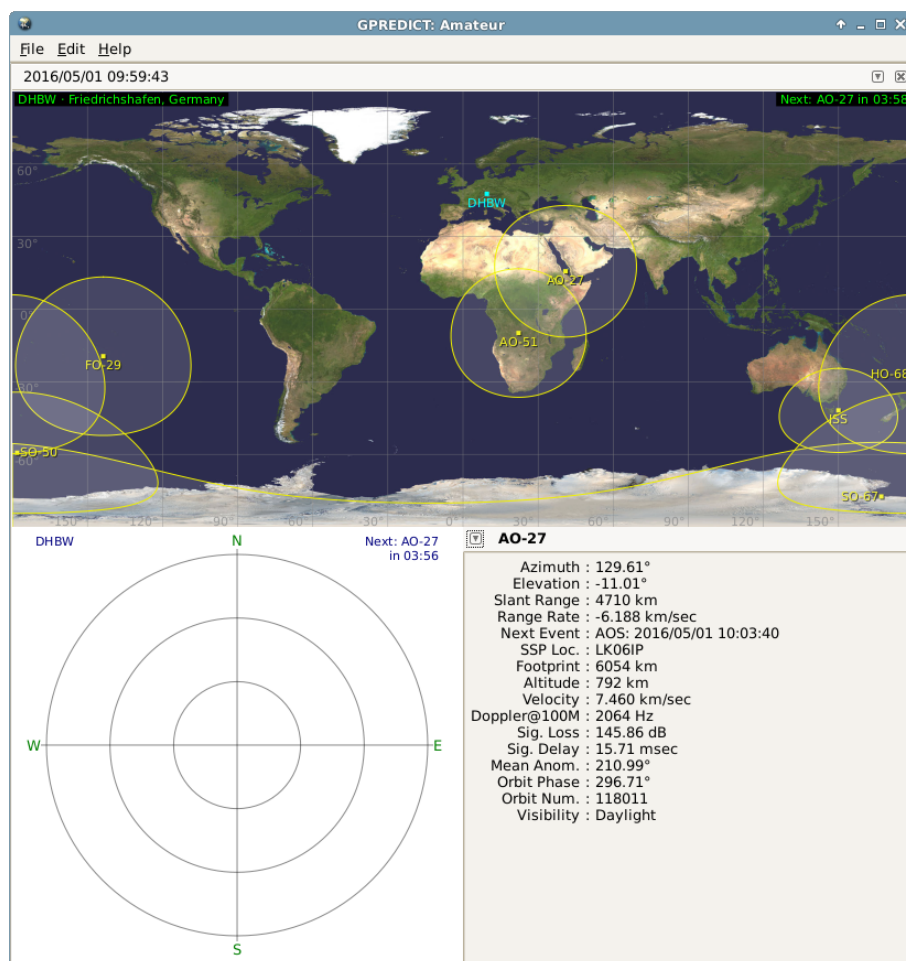 GPREDICT: Amateur
File Edit Help
2016/05/01 09:59:43
DHBW · Friedrichshafen, Germany
Next: AO-27 in 03:58
60°
DHBW
30°
AO-27
0°
AO-51
FO-29
HO-68
-30°
ISS
SO-50
-60°
SO-67
-150° -120° -90° -60° -30° 0° 30° 60° 90° 120° 150°
DHBW
N
Next: AO-27
in 03:56
W
E
S
AO-27
Azimuth : 129.61°
Elevation : -11.01°
Slant Range : 4710 km
Range Rate : -6.188 km/sec
Next Event : AOS: 2016/05/01 10:03:40
SSP Loc. : LK06IP
Footprint : 6054 km
Altitude : 792 km
Velocity : 7.460 km/sec
Doppler@100M : 2064 Hz
Sig. Loss : 145.86 dB
Sig. Delay : 15.71 msec
Mean Anom. : 210.99°
Orbit Phase : 296.71°
Orbit Num. : 118011
Visibility : Daylight